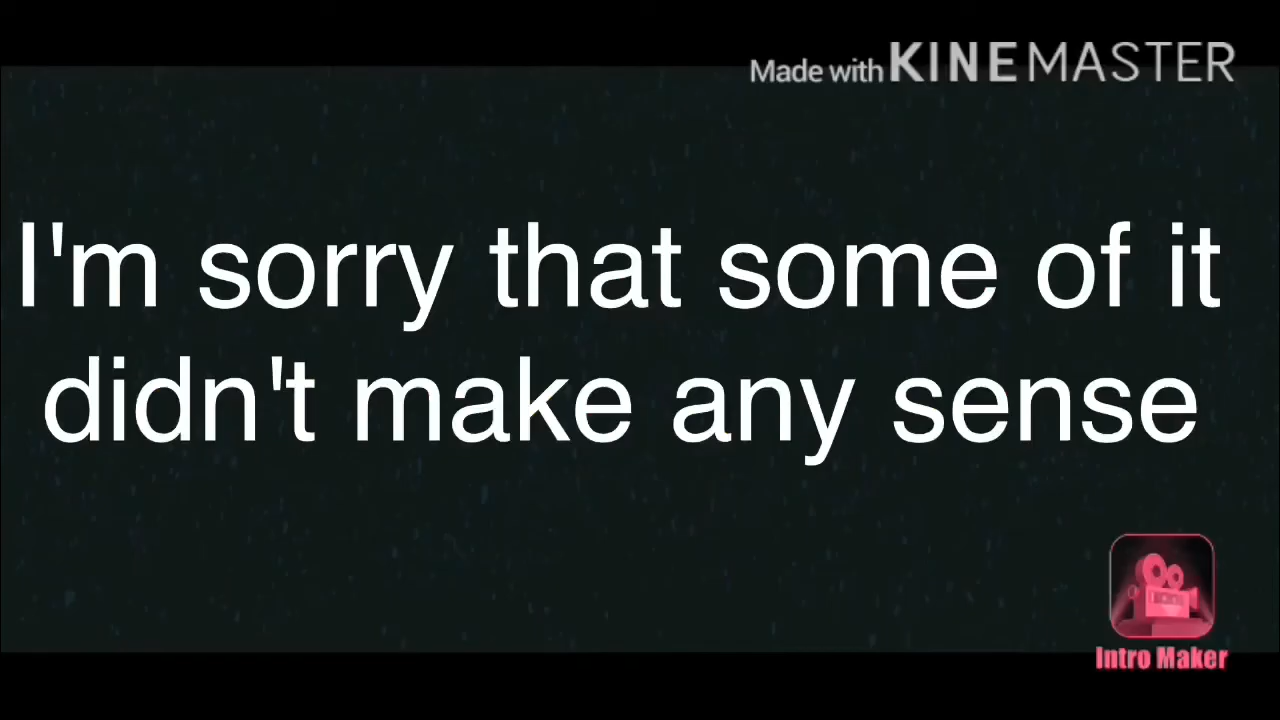 Made with KINEMASTER
I'm sorry that some of it
didn't make any sense
Intro Maker